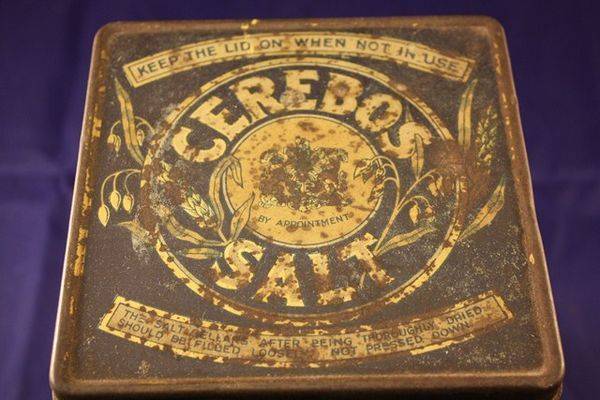 KEEP THE LID ON WHEN NOT IN USE
CEREBOS
BY APPOINTMENT
SALT
THE SALT CELLARS AFTER BEING THOROUGHLY DRIED
SHOULD BE FILLED LOOSELY NOT PRESSED DOWN